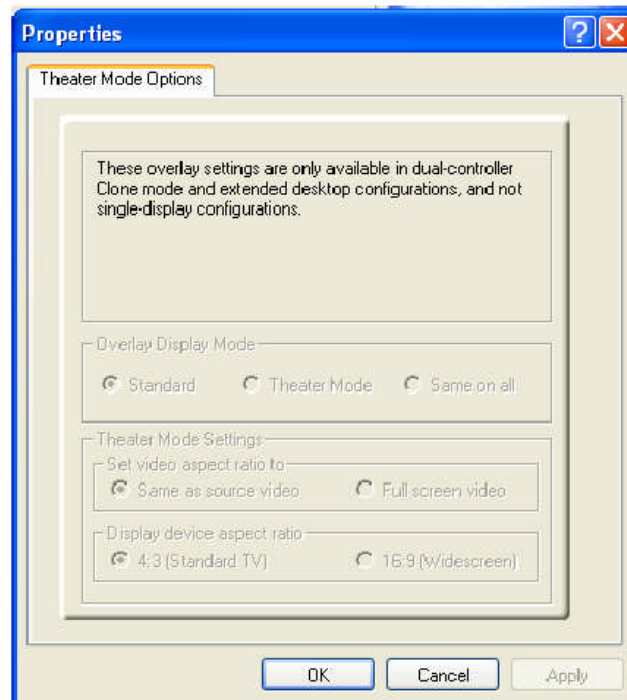 Properties
Theater Mode Options
These overlay settings are only available in dual-controller
Clone mode and extended desktop configurations, and not
single-display configurations.
Overlay Display Mode
Standard Theater Mode Same on all
Theater Mode Settings
Set video aspect ratio to
Same as source video Full screen video
Display device aspect ratio
4:3 (Standard TV) 16:9 (Widescreen)
OK Cancel Apply